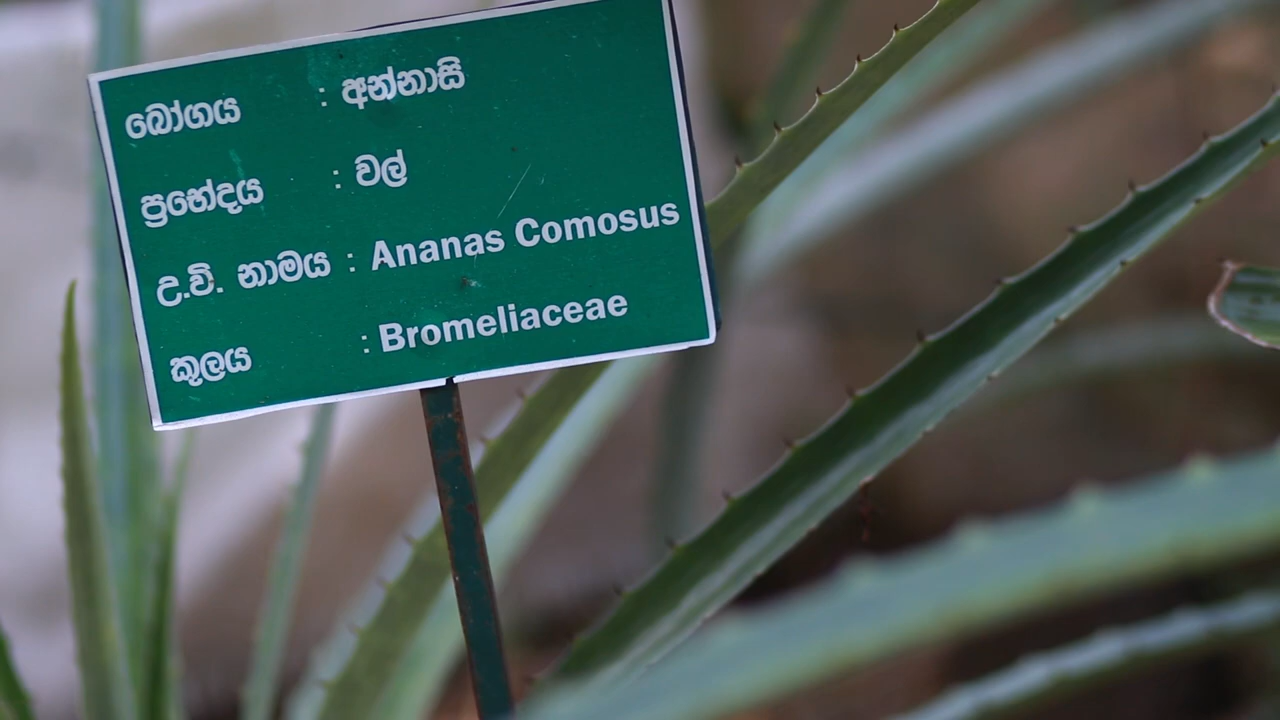 බෝගය : අන්නාසි
ප්‍රභේදය : වල්
උ.වි. නාමය : Ananas Comosus
කුලය : Bromeliaceae